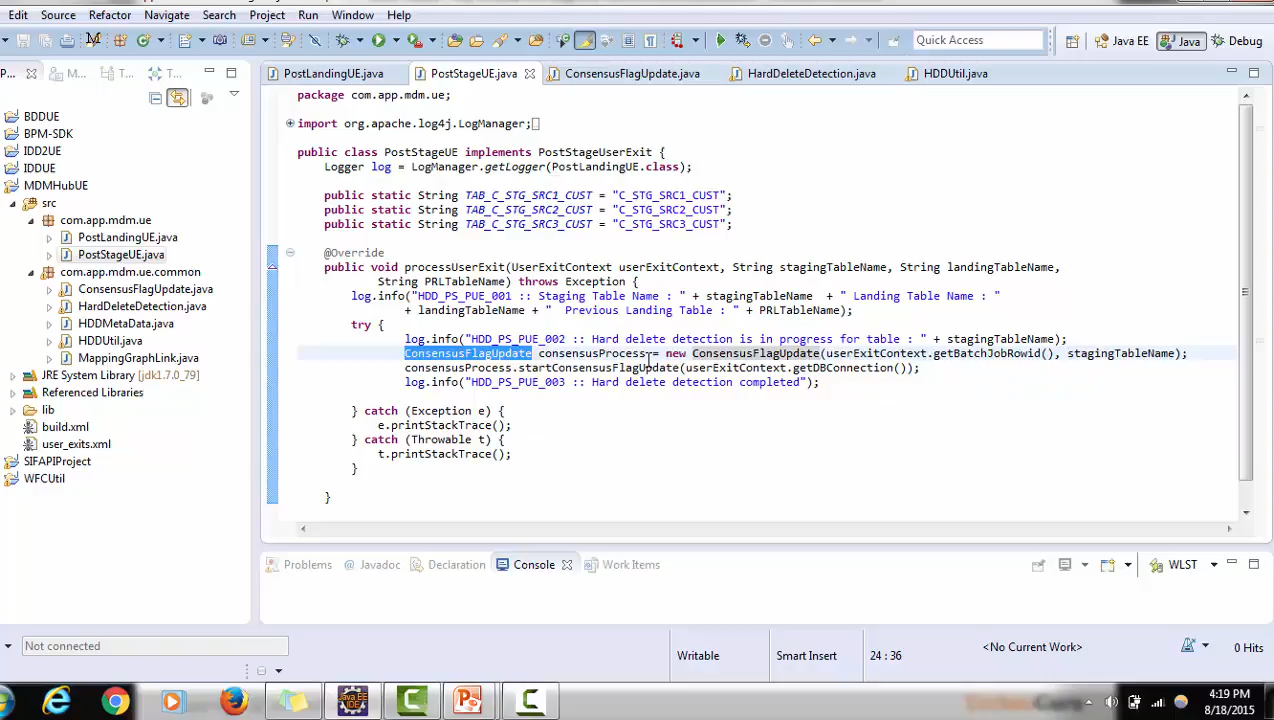 Edit Source Refactor Navigate Search Project Run Window Help
Quick Access Java EE Java Debug
P... M... T... T...
PostLandingUE.java PostStageUE.java ConsensusFlagUpdate.java HardDeleteDetection.java HDDUtil.java
BDDUE
BPM-SDK
IDD2UE
IDDUE
MDMHubUE
src
com.app.mdm.ue
PostLandingUE.java
PostStageUE.java
com.app.mdm.ue.common
ConsensusFlagUpdate.java
HardDeleteDetection.java
HDDMetaData.java
HDDUtil.java
MappingGraphLink.java
JRE System Library [jdk1.7.0_79]
Referenced Libraries
lib
build.xml
user_exits.xml
SIFAPIProject
WFCUtil
package com.app.mdm.ue;
import org.apache.log4j.LogManager;
public class PostStageUE implements PostStageUserExit {
Logger log = LogManager.getLogger(PostLandingUE.class);
public static String TAB_C_STG_SRC1_CUST = "C_STG_SRC1_CUST";
public static String TAB_C_STG_SRC2_CUST = "C_STG_SRC2_CUST";
public static String TAB_C_STG_SRC3_CUST = "C_STG_SRC3_CUST";
@Override
public void processUserExit(UserExitContext userExitContext, String stagingTableName, String landingTableName,
String PRLTableName) throws Exception {
log.info("HDD_PS_PUE_001 :: Staging Table Name : " + stagingTableName + " Landing Table Name : "
+ landingTableName + " Previous Landing Table : " + PRLTableName);
try {
log.info("HDD_PS_PUE_002 :: Hard delete detection is in progress for table : " + stagingTableName);
ConsensusFlagUpdate consensusProcess= new ConsensusFlagUpdate(userExitContext.getBatchJobRowid(), stagingTableName);
consensusProcess.startConsensusFlagUpdate(userExitContext.getDBConnection());
log.info("HDD_PS_PUE_003 :: Hard delete detection completed");
} catch (Exception e) {
e.printStackTrace();
} catch (Throwable t) {
t.printStackTrace();
}
}
Problems Javadoc Declaration Console Work Items WLST
Not connected
Writable Smart Insert 24 : 36 <No Current Work> 0 Hits
4:19 PM
8/18/2015